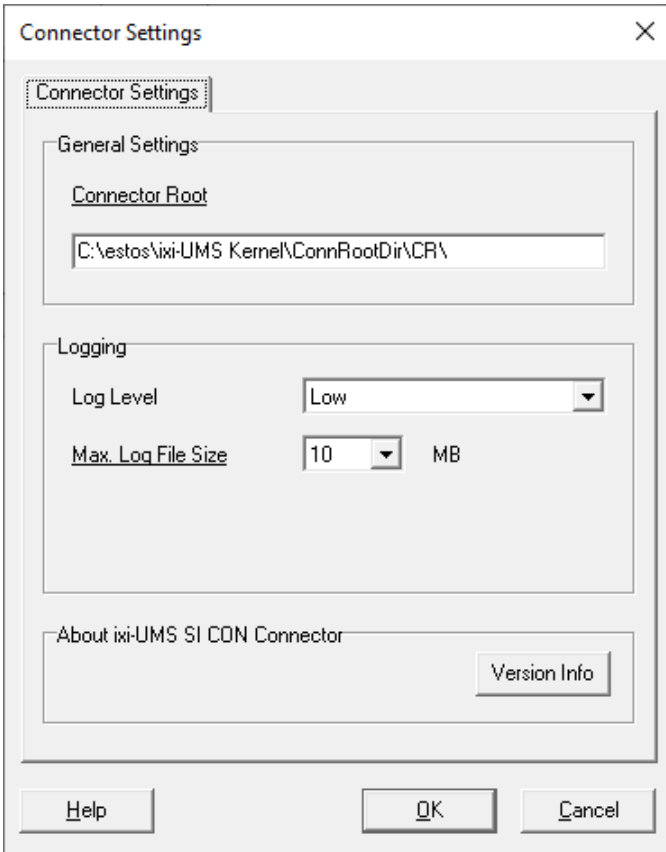 Connector Settings
Connector Settings
General Settings
Connector Root
C:\estos\ixi-UMS Kernel\ConnRootDir\CR\
Logging
Log Level Low
Max. Log File Size 10 MB
About ixi-UMS SI CON Connector
Version Info
Help OK Cancel